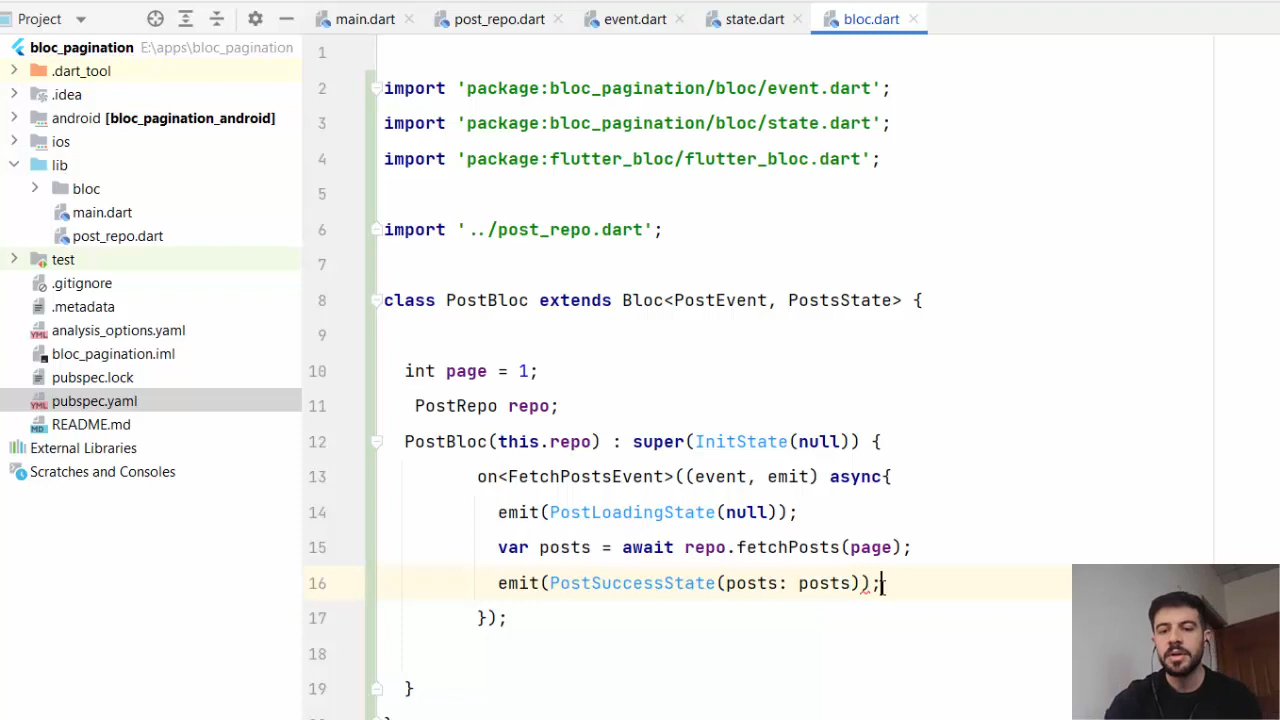 Project
main.dart
post_repo.dart
event.dart
state.dart
bloc.dart
bloc_pagination E:\apps\bloc_pagination
.dart_tool
.idea
android [bloc_pagination_android]
ios
lib
bloc
main.dart
post_repo.dart
test
.gitignore
.metadata
analysis_options.yaml
bloc_pagination.iml
pubspec.lock
pubspec.yaml
README.md
External Libraries
Scratches and Consoles
1
2 import 'package:bloc_pagination/bloc/event.dart';
3 import 'package:bloc_pagination/bloc/state.dart';
4 import 'package:flutter_bloc/flutter_bloc.dart';
5
6 import '../post_repo.dart';
7
8 class PostBloc extends Bloc<PostEvent, PostsState> {
9
10 int page = 1;
11 PostRepo repo;
12 PostBloc(this.repo) : super(InitState(null)) {
13 on<FetchPostsEvent>((event, emit) async{
14 emit(PostLoadingState(null));
15 var posts = await repo.fetchPosts(page);
16 emit(PostSuccessState(posts: posts));
17 });
18
19 }